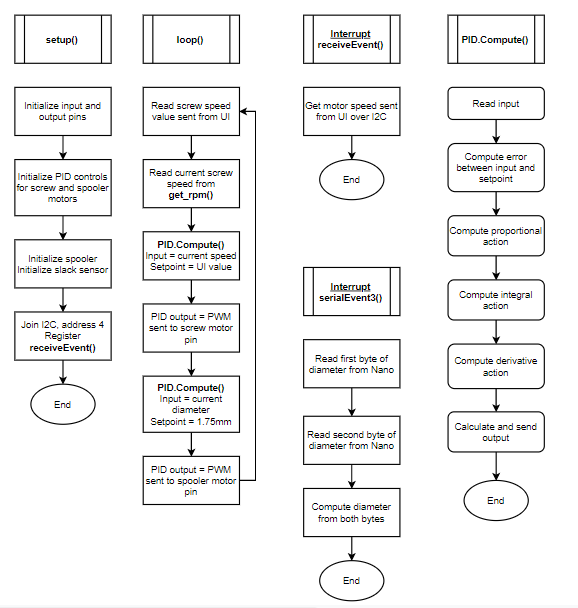 setup()
Initialize input and
output pins
Initialize PID controls
for screw and spooler
motors
Initialize spooler
Initialize slack sensor
Join I2C, address 4
Register
receiveEvent()
End
loop()
Read screw speed
value sent from UI
Read current screw
speed from
get_rpm()
PID.Compute()
Input = current speed
Setpoint = UI value
PID output = PWM
sent to screw motor
pin
PID.Compute()
Input = current
diameter
Setpoint = 1.75mm
PID output = PWM
sent to spooler motor
pin
Interrupt
receiveEvent()
Get motor speed sent
from UI over I2C
End
Interrupt
serialEvent3()
Read first byte of
diameter from Nano
Read second byte of
diameter from Nano
Compute diameter
from both bytes
End
PID.Compute()
Read input
Compute error
between input and
setpoint
Compute proportional
action
Compute integral
action
Compute derivative
action
Calculate and send
output
End